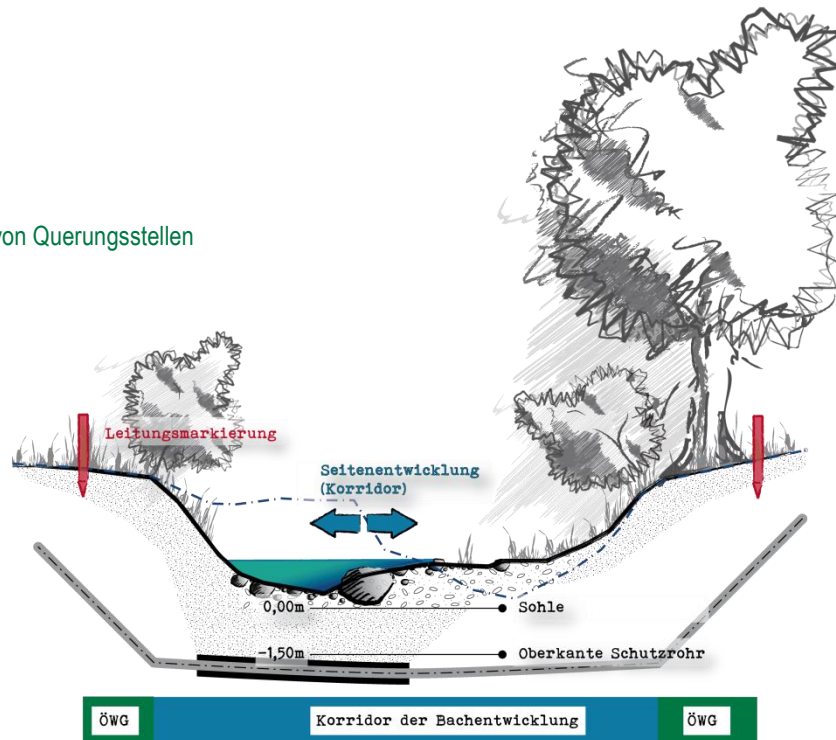 von Querungsstellen
Leitungsmarkierung
Seitenentwicklung
(Korridor)
0,00m
Sohle
-1,50m
Oberkante Schutzrohr
ÖWG
Korridor der Bachentwicklung
ÖWG